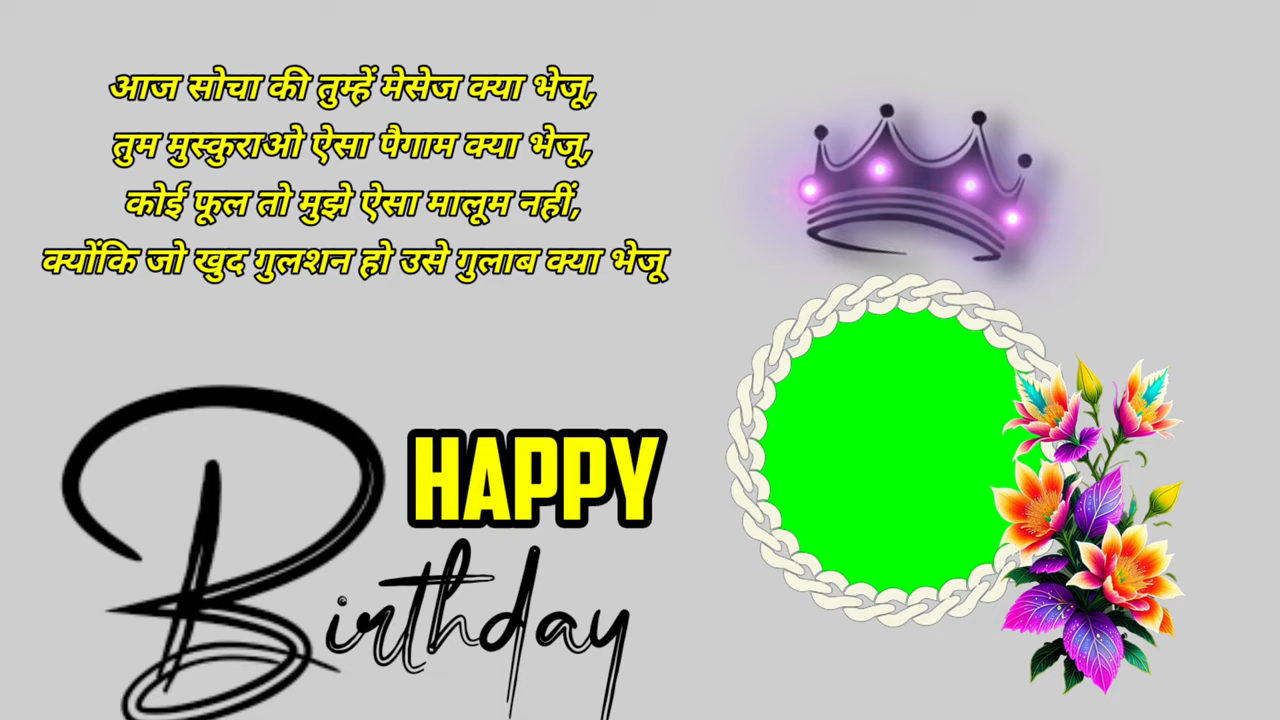 आज सोचा की तुम्हें मेसेज क्या भेजू,
तुम मुस्कुराओ ऐसा पैगाम क्या भेजू,
कोई फूल तो मुझे ऐसा मालूम नहीं,
क्योंकि जो खुद गुलशन हो उसे गुलाब क्या भेजू
HAPPY
Birthday